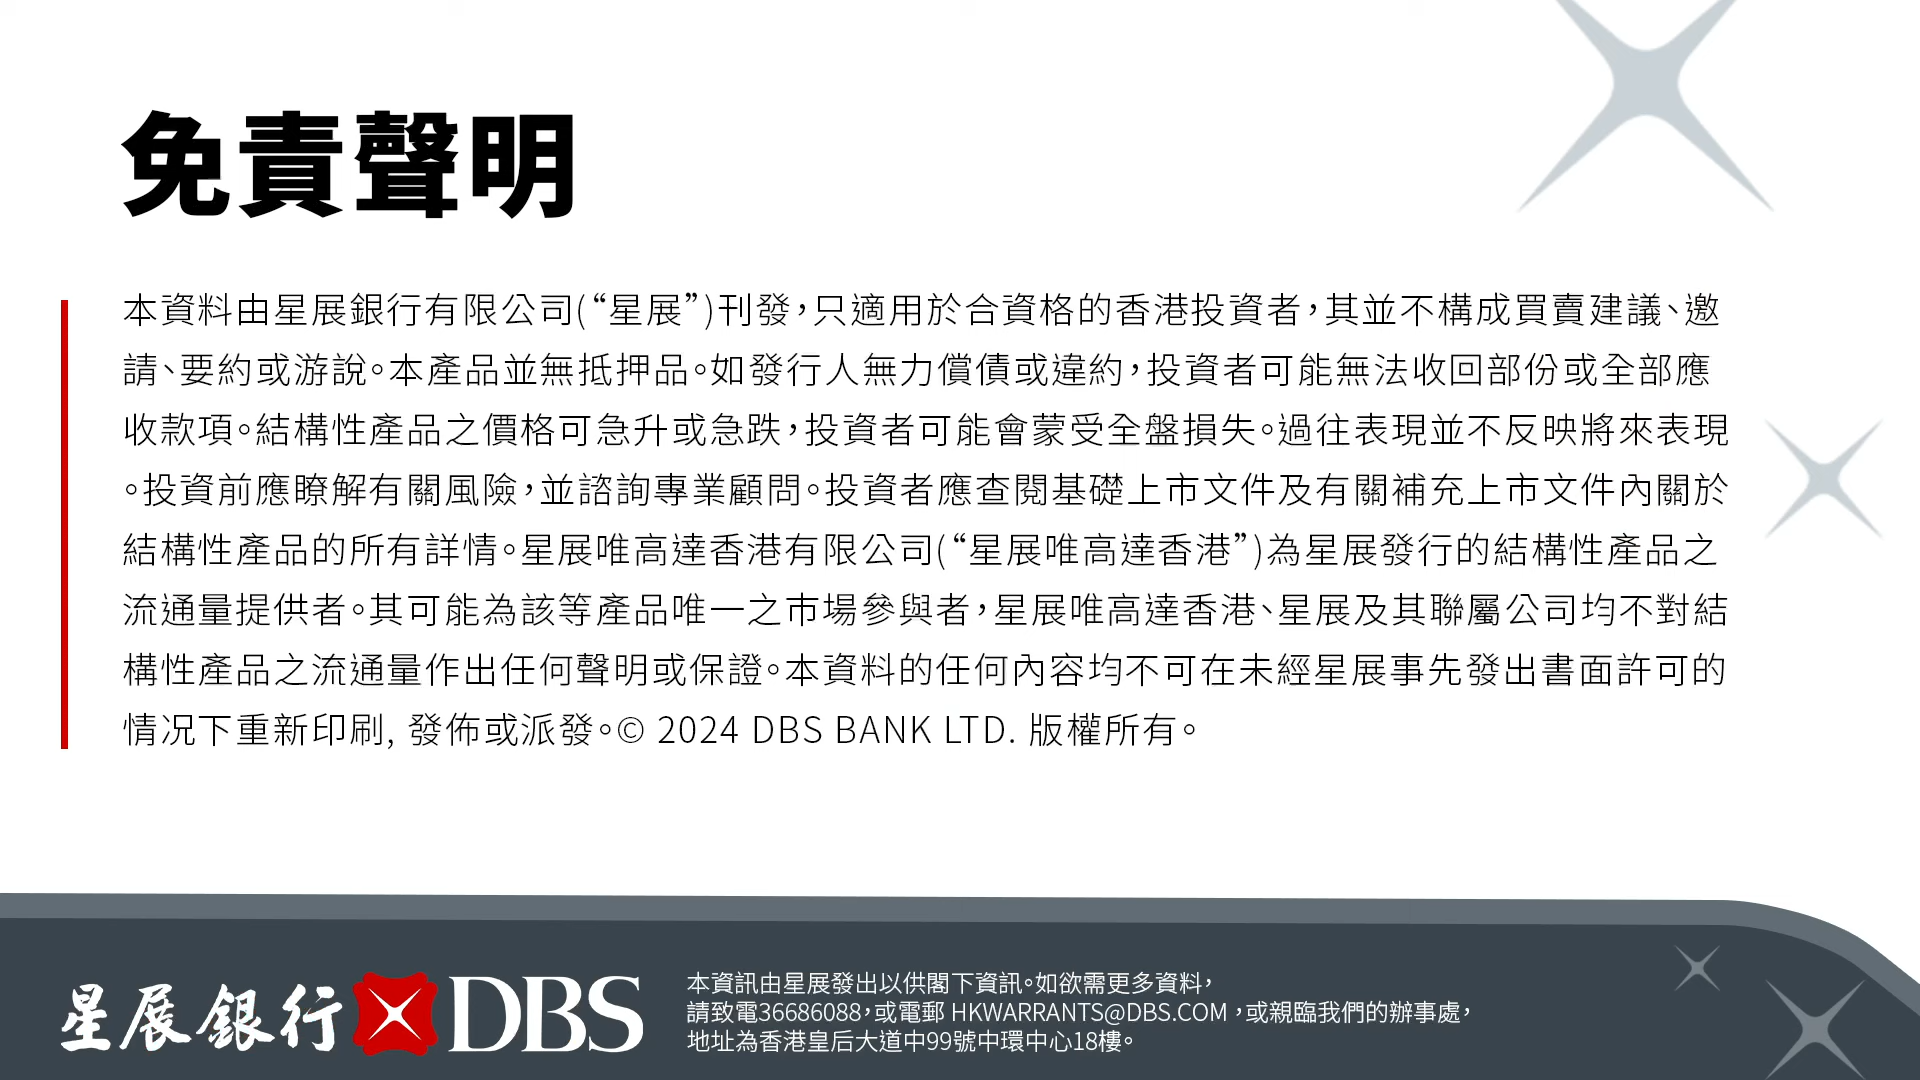 免責聲明
本資料由星展銀行有限公司(“星展”)刊發，只適用於合資格的香港投資者，其並不構成買賣建議、邀
請、要約或游說。本產品並無抵押品。如發行人無力償債或違約，投資者可能無法收回部份或全部應
收款項。結構性產品之價格可急升或急跌，投資者可能會蒙受全盤損失。過往表現並不反映將來表現
。投資前應瞭解有關風險，並諮詢專業顧問。投資者應查閱基礎上市文件及有關補充上市文件內關於
結構性產品的所有詳情。星展唯高達香港有限公司(“星展唯高達香港”)為星展發行的結構性產品之
流通量提供者。其可能為該等產品唯一之市場參與者，星展唯高達香港、星展及其聯屬公司均不對結
構性產品之流通量作出任何聲明或保證。本資料的任何內容均不可在未經星展事先發出書面許可的
情況下重新印刷, 發佈或派發。© 2024 DBS BANK LTD. 版權所有。
星展銀行 DBS
本資訊由星展發出以供閣下資訊。如欲需更多資料，
請致電36686088，或電郵 HKWARRANTS@DBS.COM ，或親臨我們的辦事處，
地址為香港皇后大道中99號中環中心18樓。